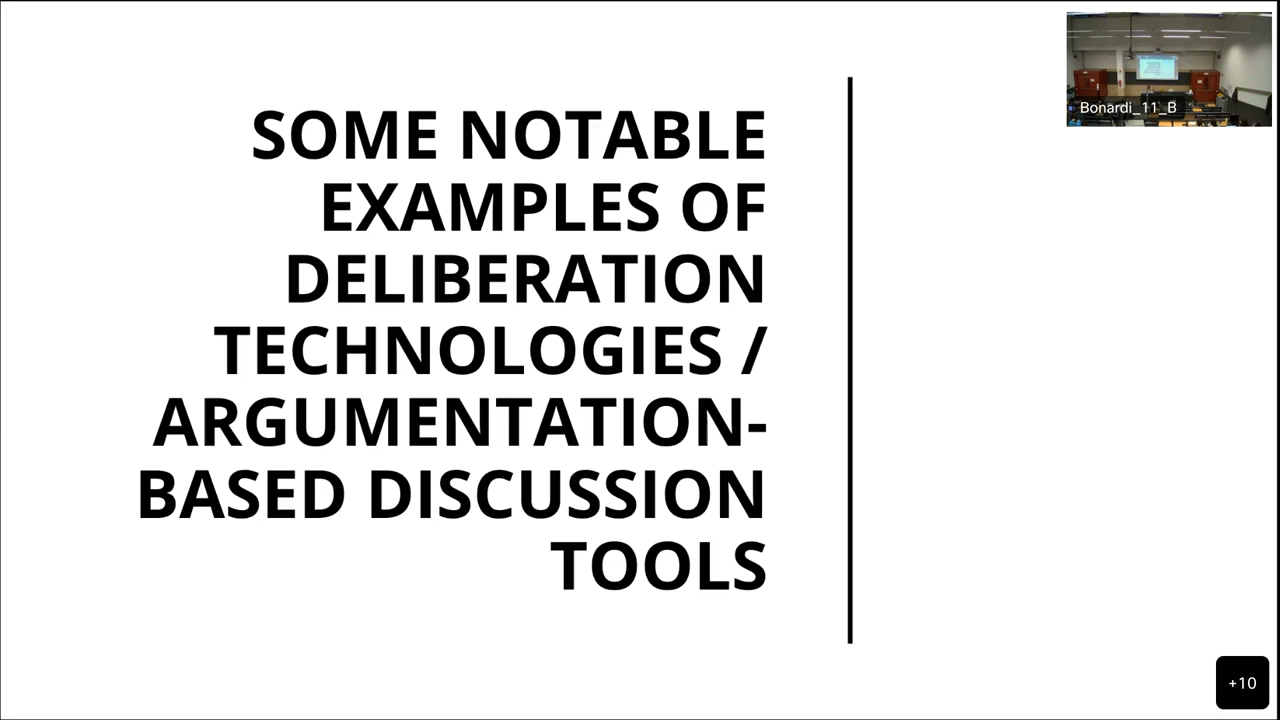 SOME NOTABLE
EXAMPLES OF
DELIBERATION
TECHNOLOGIES /
ARGUMENTATION-
BASED DISCUSSION
TOOLS
Bonardi_11_B
+10